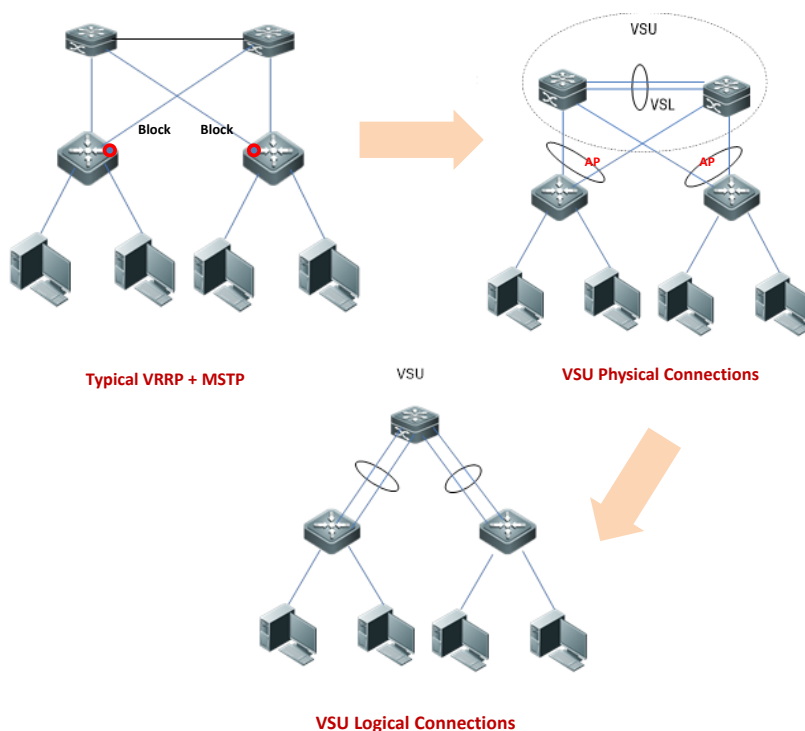 VSU
VSL
Block
Block
AP
AP
Typical VRRP + MSTP
VSU Physical Connections
VSU
VSU Logical Connections